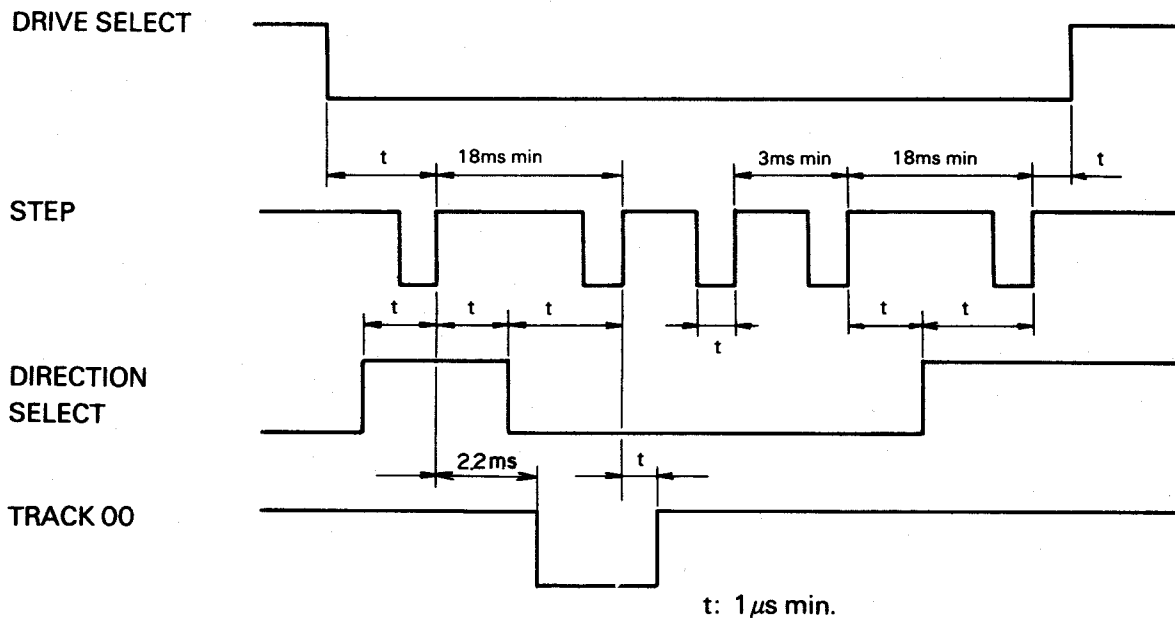 DRIVE SELECT
t
18ms min
3ms min
18ms min
t
STEP
t
t
t
t
t
DIRECTION
SELECT
2.2ms
t
TRACK 00
t: 1μs min.